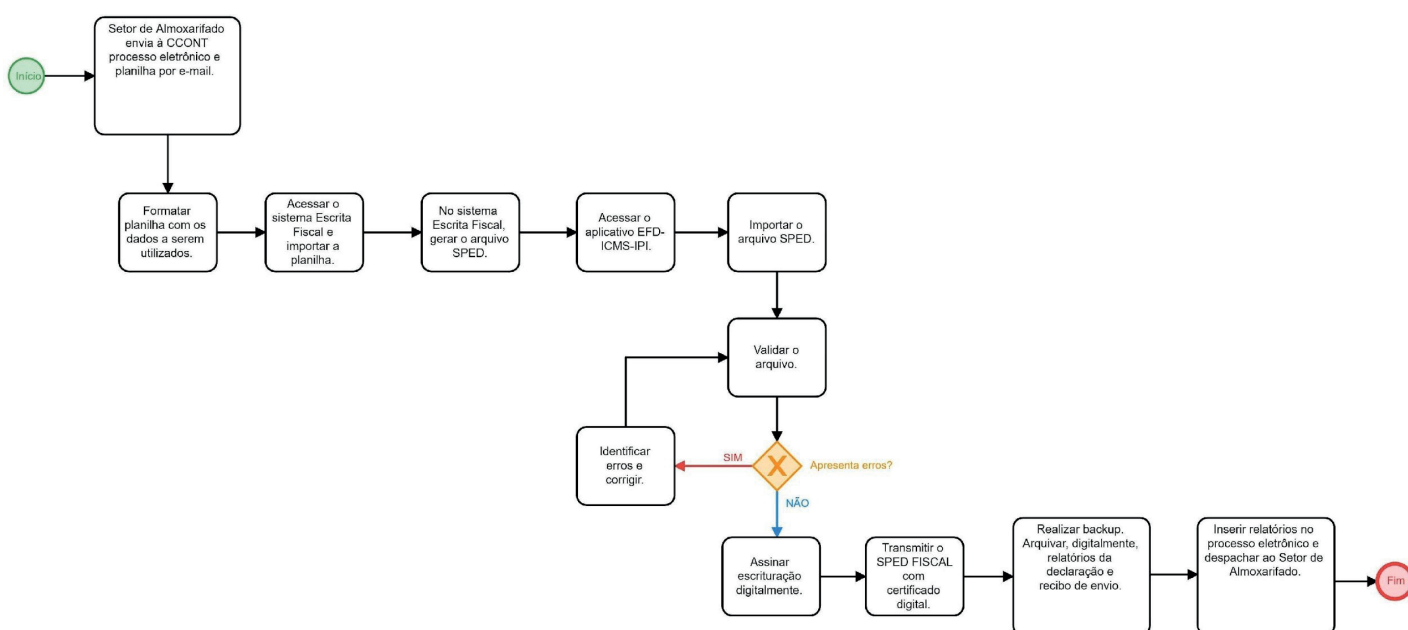 Início
Setor de Almoxarifado
envia à CCONT
processo eletrônico e
planilha por e-mail.
Formatar
planilha com os
dados a serem
utilizados.
Acessar o
sistema Escrita
Fiscal e
importar a
planilha.
No sistema
Escrita Fiscal,
gerar o arquivo
SPED.
Acessar o
aplicativo EFD-
ICMS-IPI.
Importar o
arquivo SPED.
Validar o
arquivo.
Apresenta erros?
SIM
Identificar
erros e
corrigir.
NÃO
Assinar
escrituração
digitalmente.
Transmitir o
SPED FISCAL
com
certificado
digital.
Realizar backup.
Arquivar, digitalmente,
relatórios da
declaração e
recibo de envio.
Inserir relatórios no
processo eletrônico e
despachar ao Setor de
Almoxarifado.
Fim